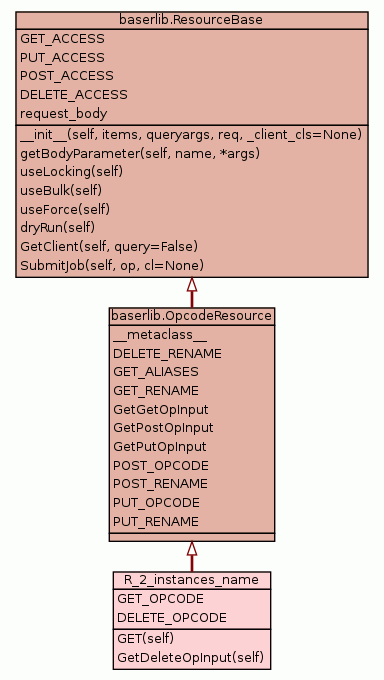 baserlib.ResourceBase
GET_ACCESS
PUT_ACCESS
POST_ACCESS
DELETE_ACCESS
request_body
__init__(self, items, queryargs, req, _client_cls=None)
getBodyParameter(self, name, *args)
useLocking(self)
useBulk(self)
useForce(self)
dryRun(self)
GetClient(self, query=False)
SubmitJob(self, op, cl=None)
baserlib.OpcodeResource
__metaclass__
DELETE_RENAME
GET_ALIASES
GET_RENAME
GetGetOpInput
GetPostOpInput
GetPutOpInput
POST_OPCODE
POST_RENAME
PUT_OPCODE
PUT_RENAME
R_2_instances_name
GET_OPCODE
DELETE_OPCODE
GET(self)
GetDeleteOpInput(self)